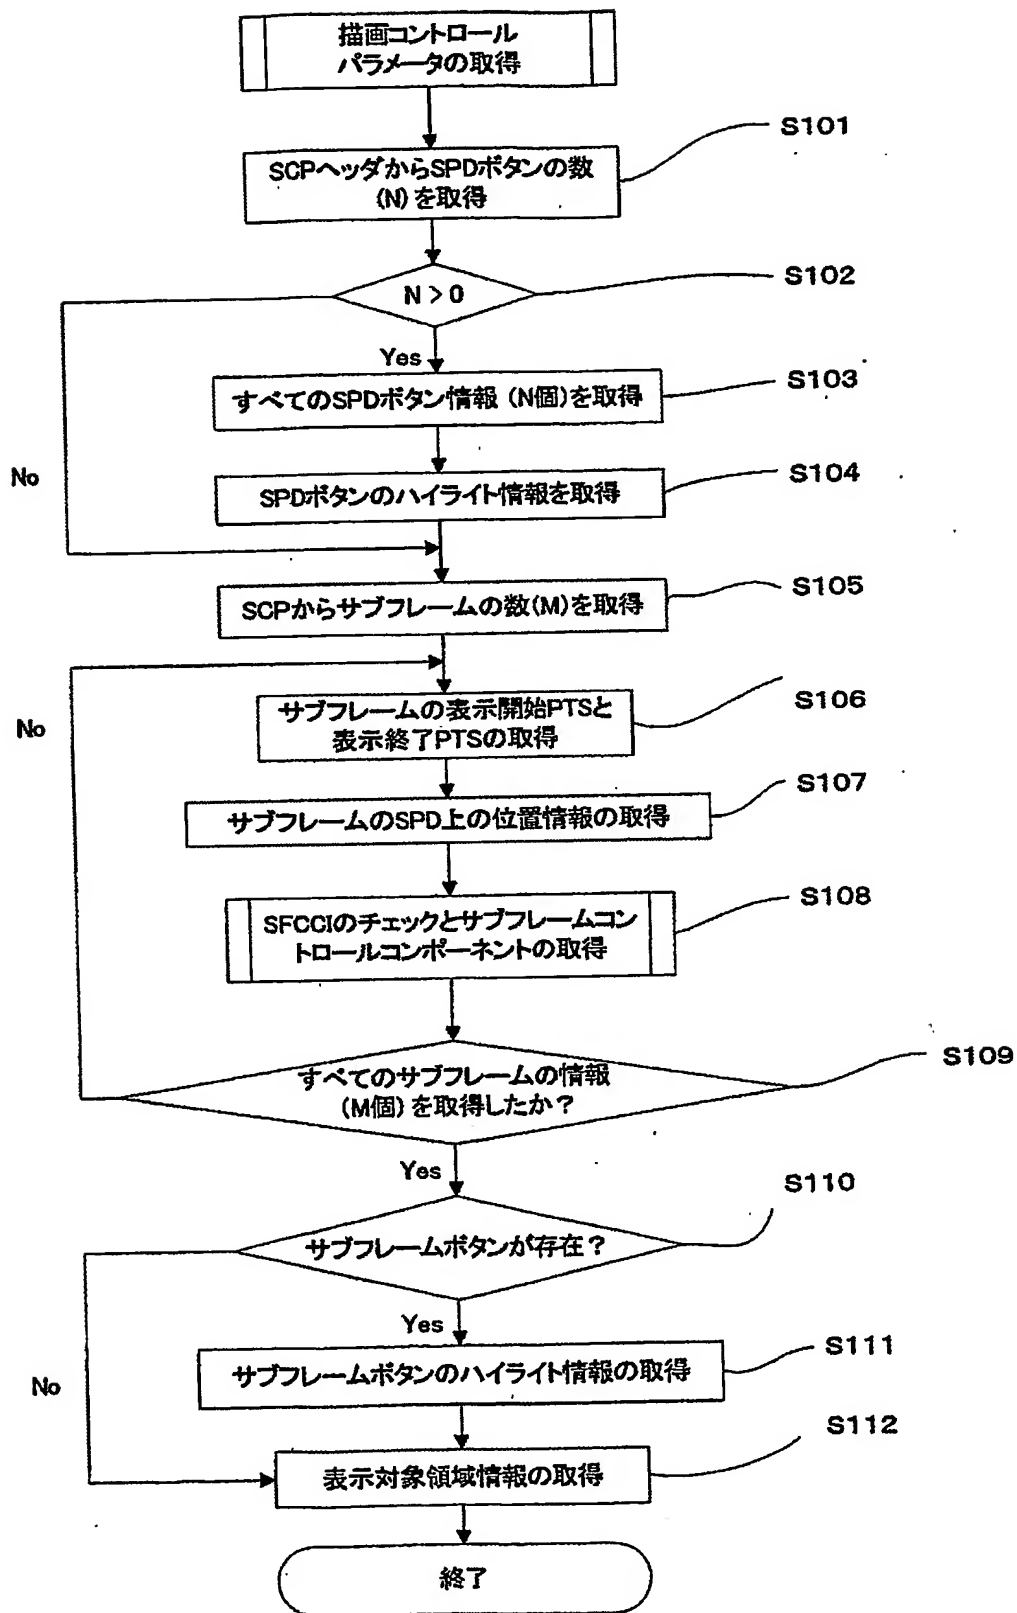 描画コントロール
パラメータの取得
S101
SCPヘッダからSPDボタンの数
(N)を取得
S102
N>0
Yes
S103
すべてのSPDボタン情報(N個)を取得
No
S104
SPDボタンのハイライト情報を取得
S105
SCPからサブフレームの数(M)を取得
No
S106
サブフレームの表示開始PTSと
表示終了PTSの取得
S107
サブフレームのSPD上の位置情報の取得
S108
SFCCIのチェックとサブフレームコン
トロールコンポーネントの取得
S109
すべてのサブフレームの情報
(M個)を取得したか?
Yes
S110
サブフレームボタンが存在?
Yes
S111
サブフレームボタンのハイライト情報の取得
No
S112
表示対象領域情報の取得
終了